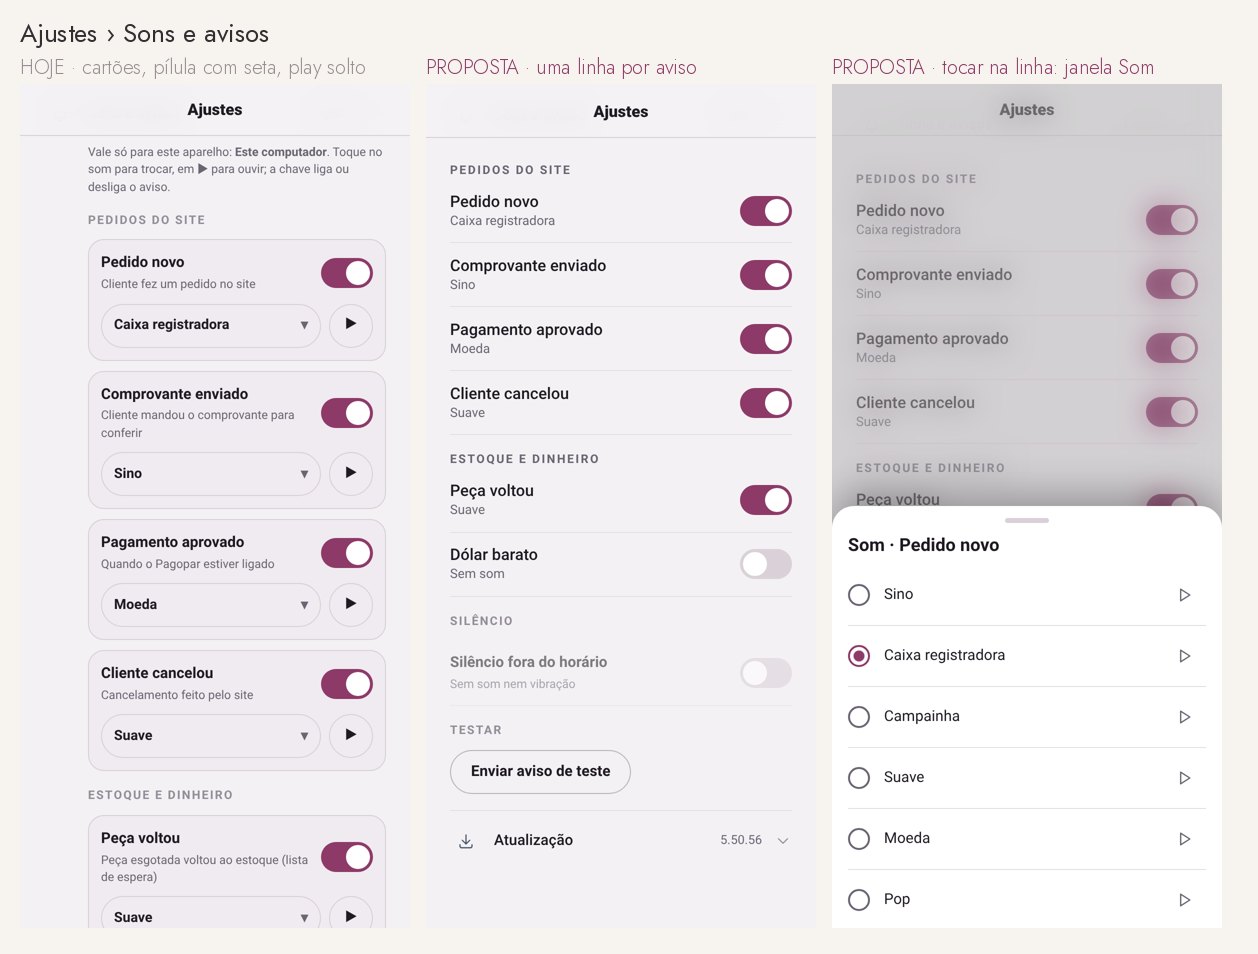 Ajustes › Sons e avisos
HOJE · cartões, pílula com seta, play solto
Ajustes
Vale só para este aparelho: Este computador. Toque no
som para trocar, em ▶ para ouvir; a chave liga ou
desliga o aviso.
PEDIDOS DO SITE
Pedido novo
Cliente fez um pedido no site
Caixa registradora ▼ ▶
Comprovante enviado
Cliente mandou o comprovante para
conferir
Sino ▼ ▶
Pagamento aprovado
Quando o Pagopar estiver ligado
Moeda ▼ ▶
Cliente cancelou
Cancelamento feito pelo site
Suave ▼ ▶
ESTOQUE E DINHEIRO
Peça voltou
Peça esgotada voltou ao estoque (lista
de espera)
Suave ▼ ▶
PROPOSTA · uma linha por aviso
Ajustes
PEDIDOS DO SITE
Pedido novo
Caixa registradora
Comprovante enviado
Sino
Pagamento aprovado
Moeda
Cliente cancelou
Suave
ESTOQUE E DINHEIRO
Peça voltou
Suave
Dólar barato
Sem som
SILÊNCIO
Silêncio fora do horário
Sem som nem vibração
TESTAR
Enviar aviso de teste
Atualização 5.50.56
PROPOSTA · tocar na linha: janela Som
Ajustes
PEDIDOS DO SITE
Pedido novo
Caixa registradora
Comprovante enviado
Sino
Pagamento aprovado
Moeda
Cliente cancelou
Suave
ESTOQUE E DINHEIRO
Peça voltou
Som · Pedido novo
Sino
Caixa registradora
Campainha
Suave
Moeda
Pop